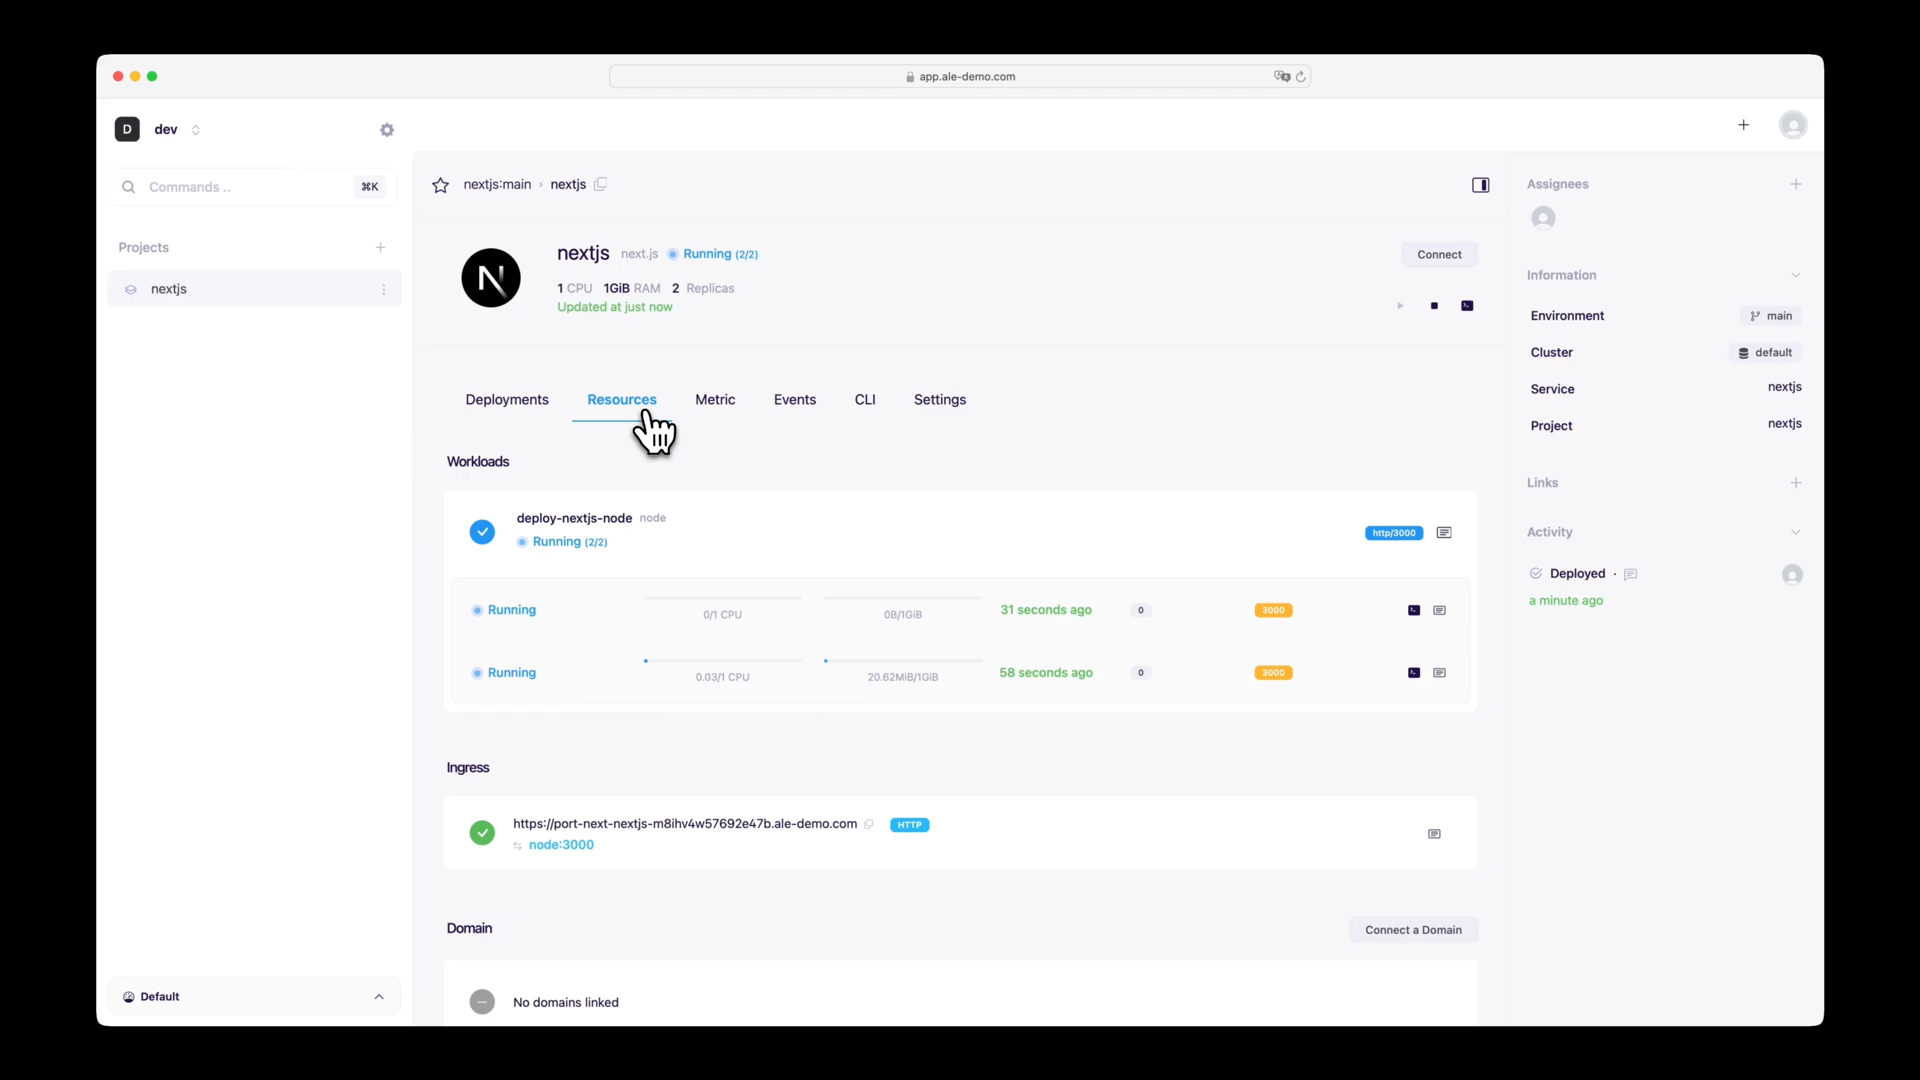 app.ale-demo.com
D dev
Commands .. ⌘K
Projects
nextjs
Default
nextjs:main › nextjs
N
nextjs next.js Running (2/2)
1 CPU 1GiB RAM 2 Replicas
Updated at just now
Connect
Deployments Resources Metric Events CLI Settings
Workloads
deploy-nextjs-node node
Running (2/2)
http/3000
Running 0/1 CPU 0B/1GiB 31 seconds ago 0 3000
Running 0.03/1 CPU 20.62MiB/1GiB 58 seconds ago 0 3000
Ingress
https://port-next-nextjs-m8ihv4w57692e47b.ale-demo.com HTTP
node:3000
Domain
Connect a Domain
No domains linked
Assignees
Information
Environment main
Cluster default
Service nextjs
Project nextjs
Links
Activity
Deployed ·
a minute ago